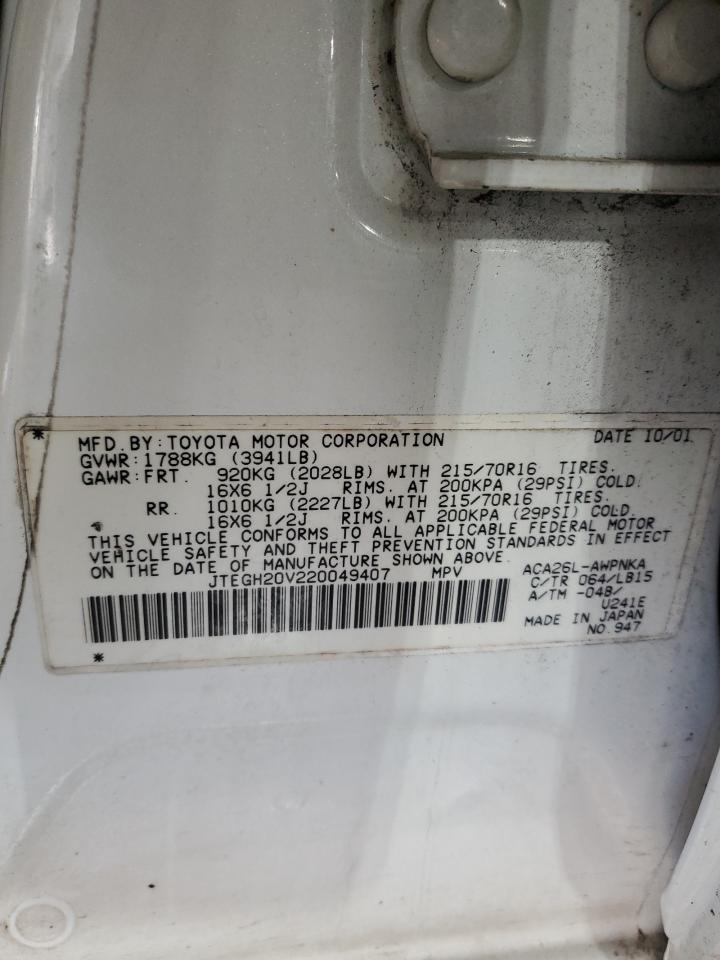 MFD. BY: TOYOTA MOTOR CORPORATION DATE 10/01
GVWR: 1788KG (3941LB)
GAWR: FRT. 920KG (2028LB) WITH 215/70R16 TIRES.
16X6 1/2J RIMS. AT 200KPA (29PSI) COLD.
RR. 1010KG (2227LB) WITH 215/70R16 TIRES.
16X6 1/2J RIMS. AT 200KPA (29PSI) COLD.
THIS VEHICLE CONFORMS TO ALL APPLICABLE FEDERAL MOTOR
VEHICLE SAFETY AND THEFT PREVENTION STANDARDS IN EFFECT
ON THE DATE OF MANUFACTURE SHOWN ABOVE.
JTEGH20V220049407 MPV
ACA26L-AWPNKA
C/TR 064/LB15
A/TM -04B/
U241E
MADE IN JAPAN
NO. 947